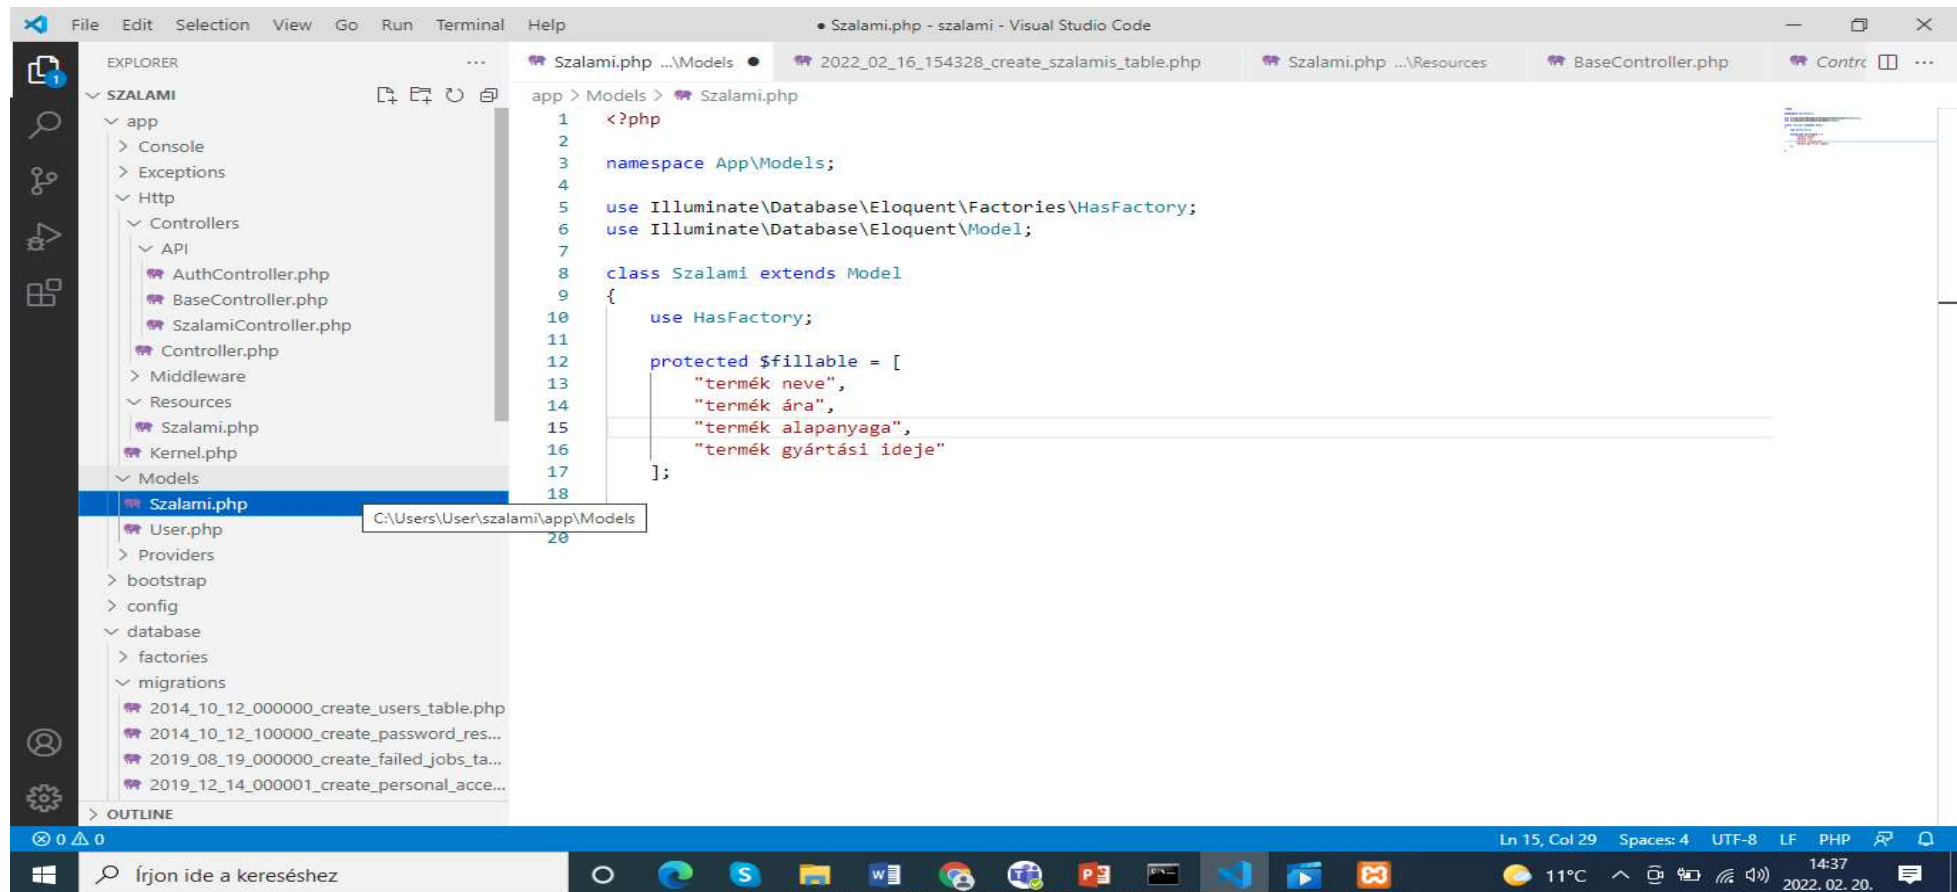 File Edit Selection View Go Run Terminal Help
● Szalami.php - szalami - Visual Studio Code
EXPLORER
Szalami.php ...\Models ●
2022_02_16_154328_create_szalamis_table.php
Szalami.php ...\Resources
BaseController.php
SZALAMI
app > Models > Szalami.php
app
Console
Exceptions
Http
Controllers
API
AuthController.php
BaseController.php
SzalamiController.php
Controller.php
Middleware
Resources
Szalami.php
Kernel.php
Models
Szalami.php
User.php
Providers
bootstrap
config
database
factories
migrations
2014_10_12_000000_create_users_table.php
2014_10_12_100000_create_password_res...
2019_08_19_000000_create_failed_jobs_ta...
2019_12_14_000001_create_personal_acce...
OUTLINE
C:\Users\User\szalami\app\Models
1 <?php
2
3 namespace App\Models;
4
5 use Illuminate\Database\Eloquent\Factories\HasFactory;
6 use Illuminate\Database\Eloquent\Model;
7
8 class Szalami extends Model
9 {
10 use HasFactory;
11
12 protected $fillable = [
13 "termék neve",
14 "termék ára",
15 "termék alapanyaga",
16 "termék gyártási ideje"
17 ];
18
20
0 0
Ln 15, Col 29 Spaces: 4 UTF-8 LF PHP
Írjon ide a kereséshez
11°C
14:37
2022. 02. 20.